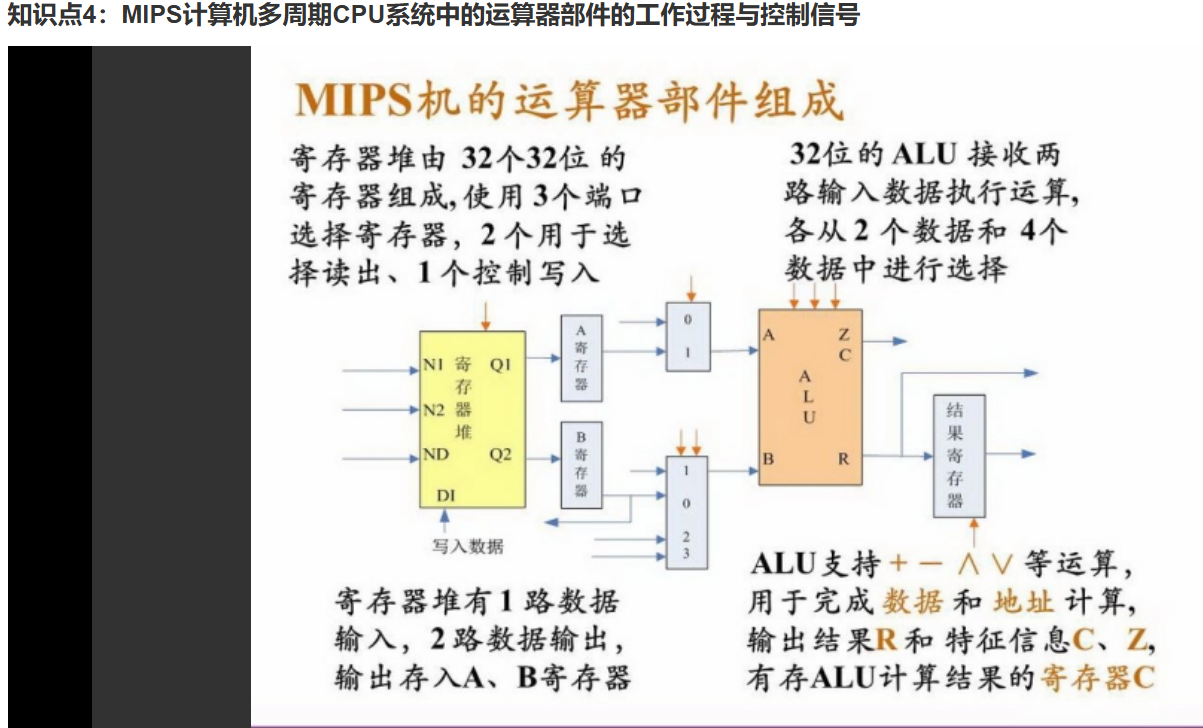 知识点4：MIPS计算机多周期CPU系统中的运算器部件的工作过程与控制信号
MIPS机的运算器部件组成
寄存器堆由 32个32位 的
寄存器组成,使用 3个端口
选择寄存器，2 个用于选
择读出、1 个控制写入
32位的 ALU 接收两
路输入数据执行运算,
各从 2 个数据和 4个
数据中进行选择
N1
N2
ND
DI
寄存器堆
Q1
Q2
写入数据
A寄存器
B寄存器
0
1
1
0
2
3
A
B
ALU
Z
C
R
结果寄存器
寄存器堆有 1 路数据
输入，2 路数据输出，
输出存入A、B寄存器
ALU支持 + － ∧ ∨ 等运算，
用于完成 数据 和 地址 计算,
输出结果R 和 特征信息C、Z,
有存ALU计算结果的寄存器C